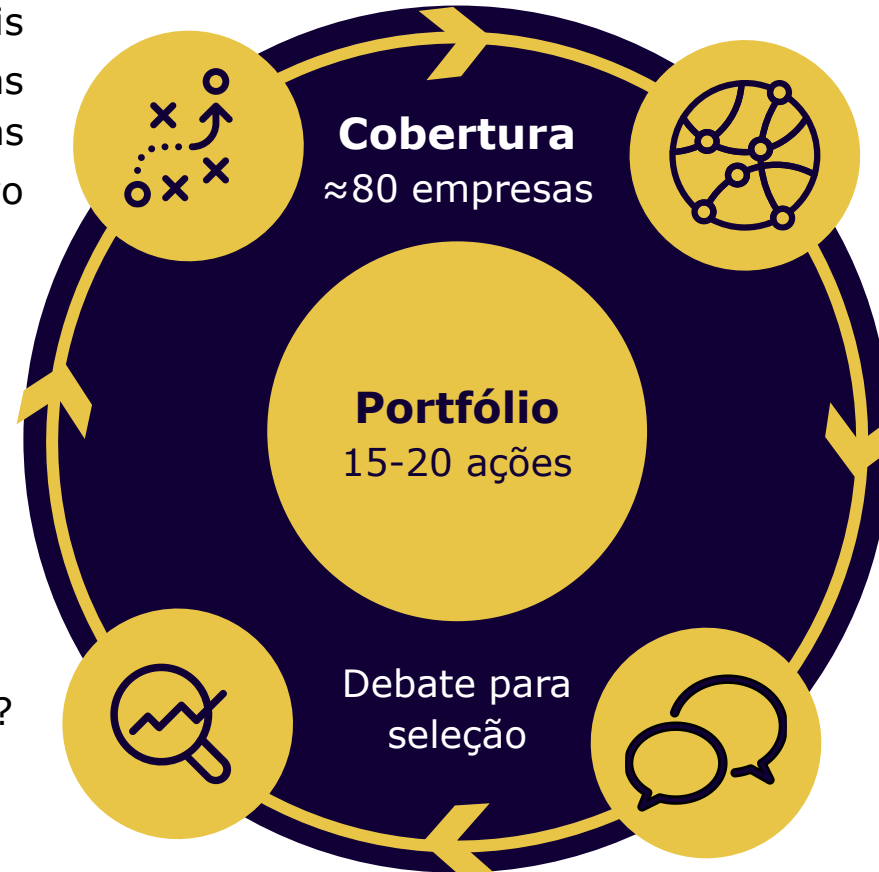 Cobertura
≈80 empresas
Portfólio
15-20 ações
Debate para
seleção
?